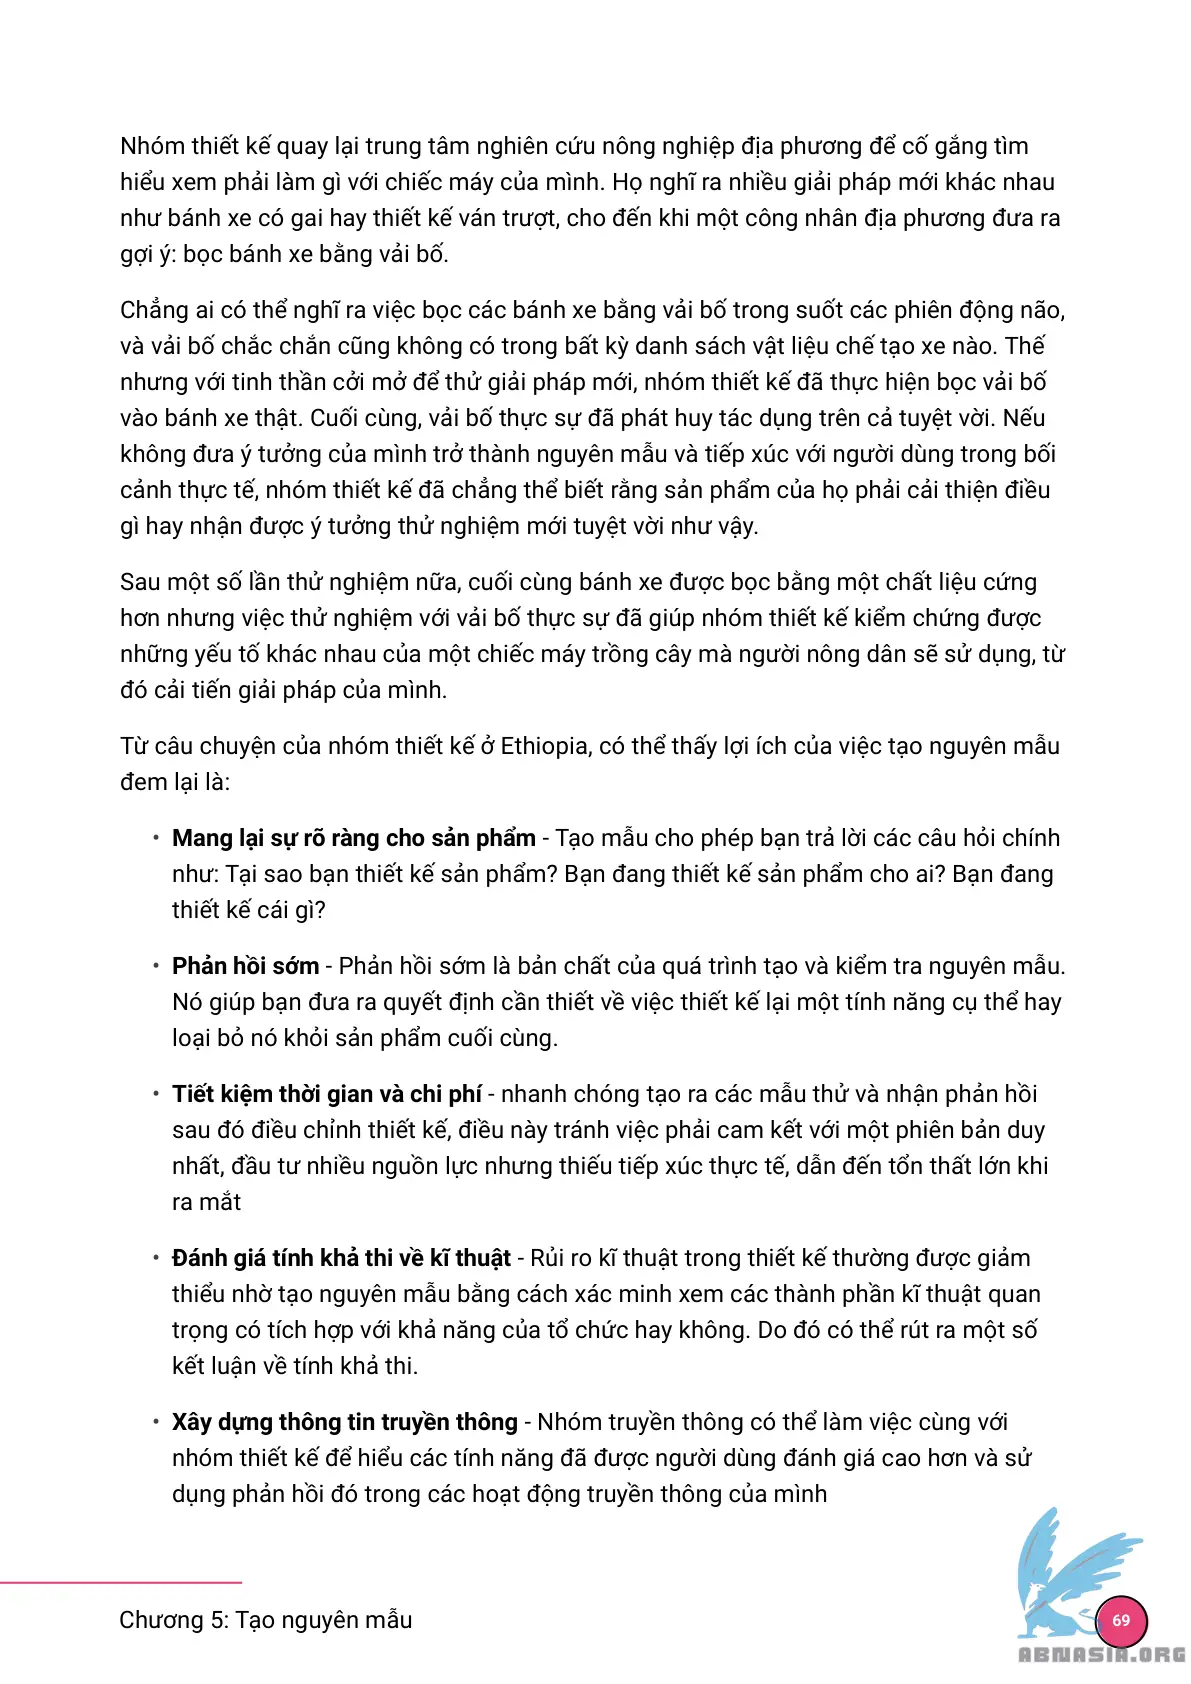 Nhóm thiết kế quay lại trung tâm nghiên cứu nông nghiệp địa phương để cố gắng tìm
hiểu xem phải làm gì với chiếc máy của mình. Họ nghĩ ra nhiều giải pháp mới khác nhau
như bánh xe có gai hay thiết kế ván trượt, cho đến khi một công nhân địa phương đưa ra
gợi ý: bọc bánh xe bằng vải bố.
Chẳng ai có thể nghĩ ra việc bọc các bánh xe bằng vải bố trong suốt các phiên động não,
và vải bố chắc chắn cũng không có trong bất kỳ danh sách vật liệu chế tạo xe nào. Thế
nhưng với tinh thần cởi mở để thử giải pháp mới, nhóm thiết kế đã thực hiện bọc vải bố
vào bánh xe thật. Cuối cùng, vải bố thực sự đã phát huy tác dụng trên cả tuyệt vời. Nếu
không đưa ý tưởng của mình trở thành nguyên mẫu và tiếp xúc với người dùng trong bối
cảnh thực tế, nhóm thiết kế đã chẳng thể biết rằng sản phẩm của họ phải cải thiện điều
gì hay nhận được ý tưởng thử nghiệm mới tuyệt vời như vậy.
Sau một số lần thử nghiệm nữa, cuối cùng bánh xe được bọc bằng một chất liệu cứng
hơn nhưng việc thử nghiệm với vải bố thực sự đã giúp nhóm thiết kế kiểm chứng được
những yếu tố khác nhau của một chiếc máy trồng cây mà người nông dân sẽ sử dụng, từ
đó cải tiến giải pháp của mình.
Từ câu chuyện của nhóm thiết kế ở Ethiopia, có thể thấy lợi ích của việc tạo nguyên mẫu
đem lại là:
• Mang lại sự rõ ràng cho sản phẩm - Tạo mẫu cho phép bạn trả lời các câu hỏi chính
như: Tại sao bạn thiết kế sản phẩm? Bạn đang thiết kế sản phẩm cho ai? Bạn đang
thiết kế cái gì?
• Phản hồi sớm - Phản hồi sớm là bản chất của quá trình tạo và kiểm tra nguyên mẫu.
Nó giúp bạn đưa ra quyết định cần thiết về việc thiết kế lại một tính năng cụ thể hay
loại bỏ nó khỏi sản phẩm cuối cùng.
• Tiết kiệm thời gian và chi phí - nhanh chóng tạo ra các mẫu thử và nhận phản hồi
sau đó điều chỉnh thiết kế, điều này tránh việc phải cam kết với một phiên bản duy
nhất, đầu tư nhiều nguồn lực nhưng thiếu tiếp xúc thực tế, dẫn đến tổn thất lớn khi
ra mắt
• Đánh giá tính khả thi về kĩ thuật - Rủi ro kĩ thuật trong thiết kế thường được giảm
thiểu nhờ tạo nguyên mẫu bằng cách xác minh xem các thành phần kĩ thuật quan
trọng có tích hợp với khả năng của tổ chức hay không. Do đó có thể rút ra một số
kết luận về tính khả thi.
• Xây dựng thông tin truyền thông - Nhóm truyền thông có thể làm việc cùng với
nhóm thiết kế để hiểu các tính năng đã được người dùng đánh giá cao hơn và sử
dụng phản hồi đó trong các hoạt động truyền thông của mình
Chương 5: Tạo nguyên mẫu
69
ABNASIA.ORG